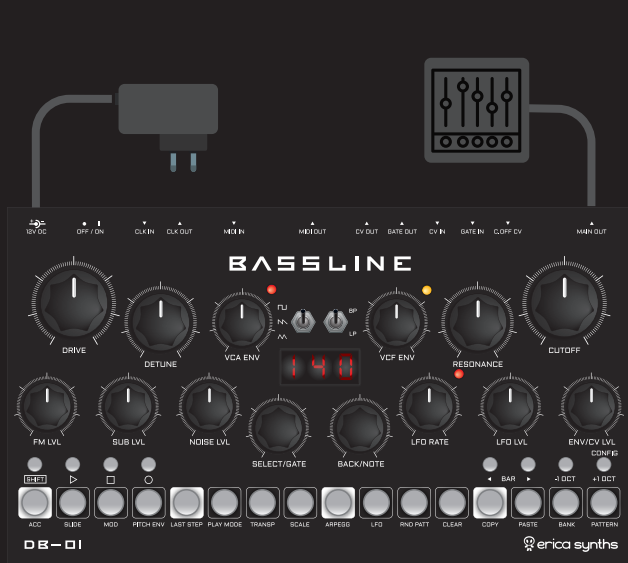 12V DC OFF / ON CLK IN CLK OUT MIDI IN MIDI OUT CV OUT GATE OUT CV IN GATE IN C.OFF CV MAIN OUT
BASSLINE
BP
LP
DRIVE DETUNE VCA ENV VCF ENV RESONANCE CUTOFF
140
FM LVL SUB LVL NOISE LVL LFO RATE LFO LVL ENV/CV LVL
SELECT/GATE BACK/NOTE
CONFIG
SHIFT BAR -1 OCT +1 OCT
ACC SLIDE MOD PITCH ENV LAST STEP PLAY MODE TRANSP SCALE ARPEGG LFO RND PATT CLEAR COPY PASTE BANK PATTERN
DB-01 erica synths